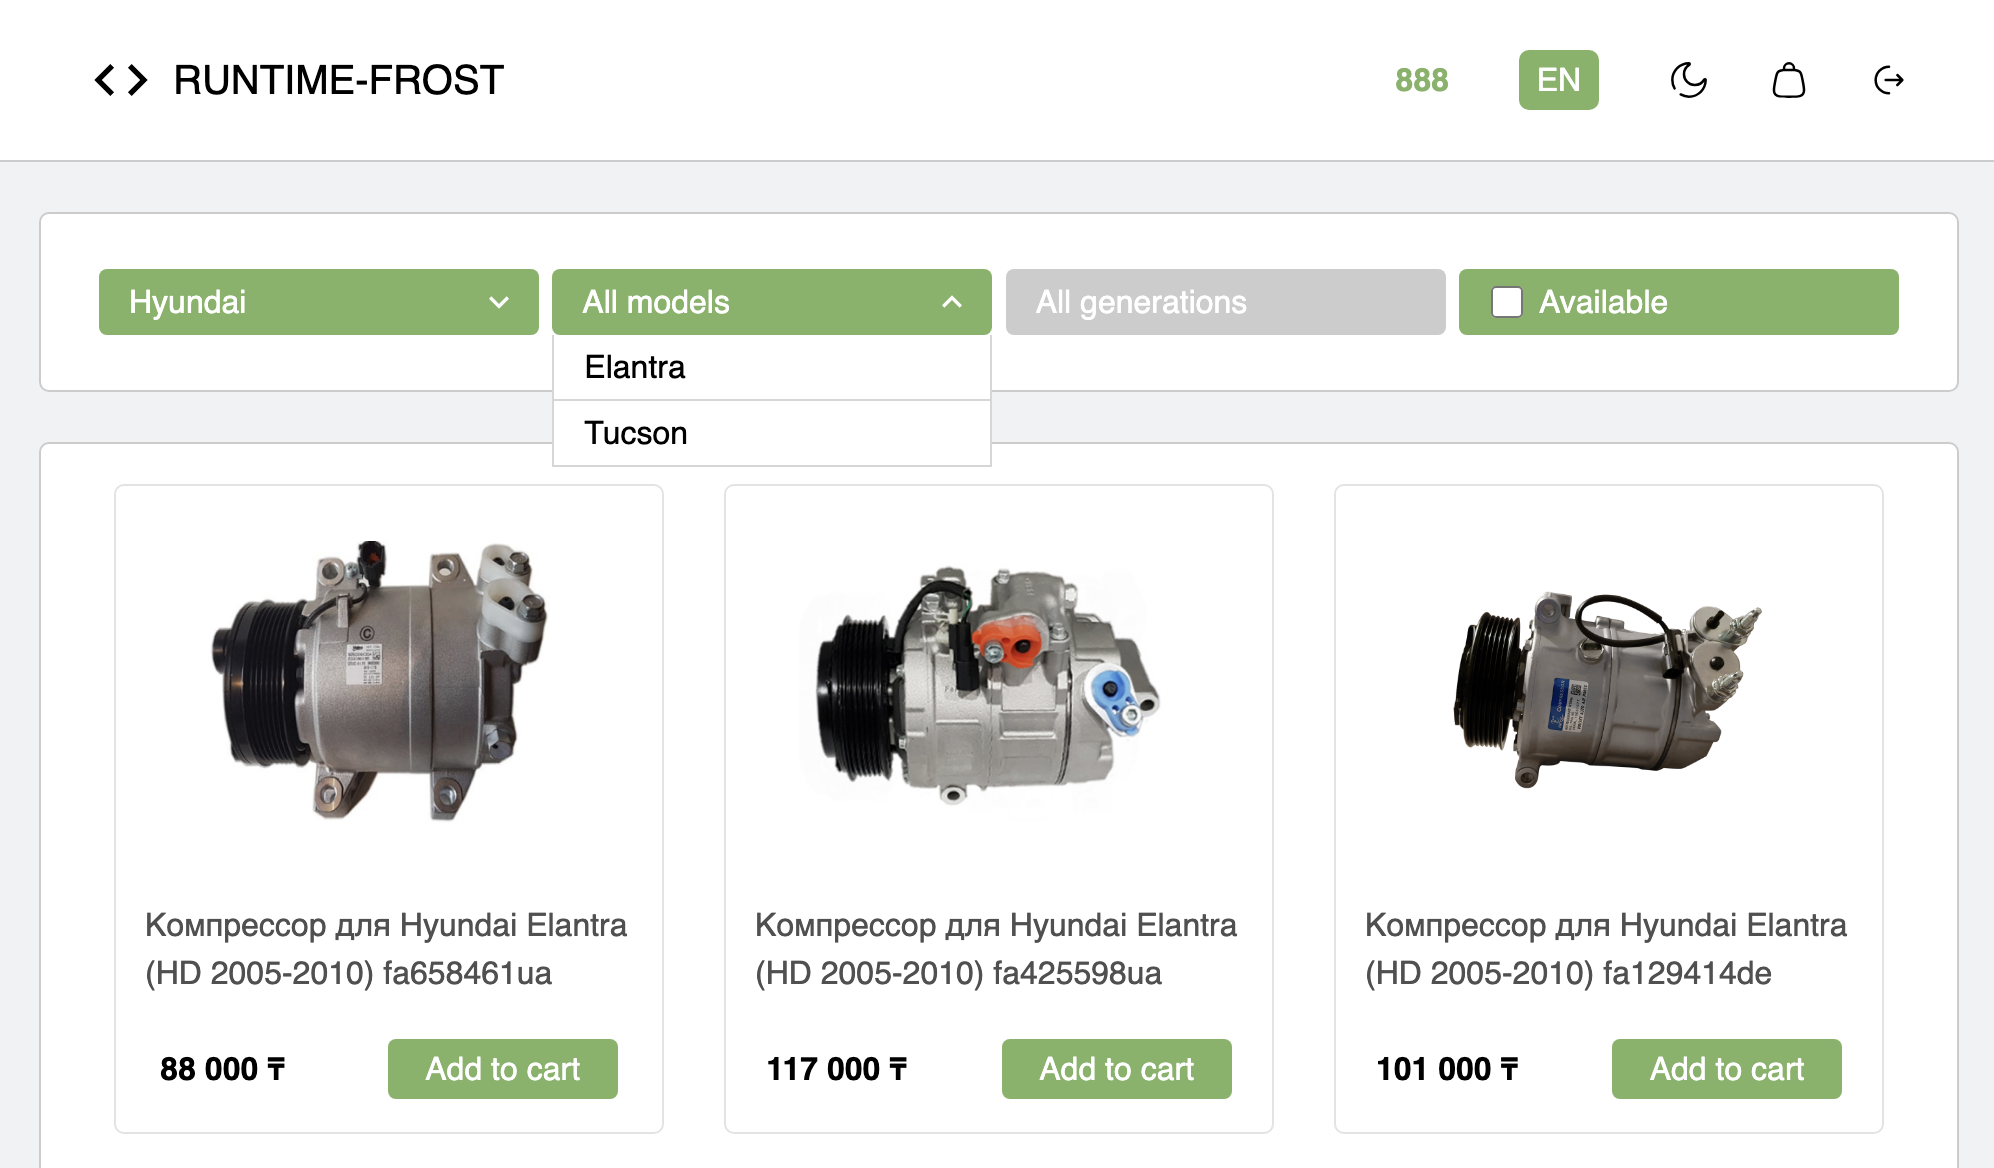 RUNTIME-FROST
888
EN
Hyundai
All models
All generations
Available
Elantra
Tucson
Компрессор для Hyundai Elantra
(HD 2005-2010) fa658461ua
88 000 ₸
Add to cart
Компрессор для Hyundai Elantra
(HD 2005-2010) fa425598ua
117 000 ₸
Add to cart
Компрессор для Hyundai Elantra
(HD 2005-2010) fa129414de
101 000 ₸
Add to cart